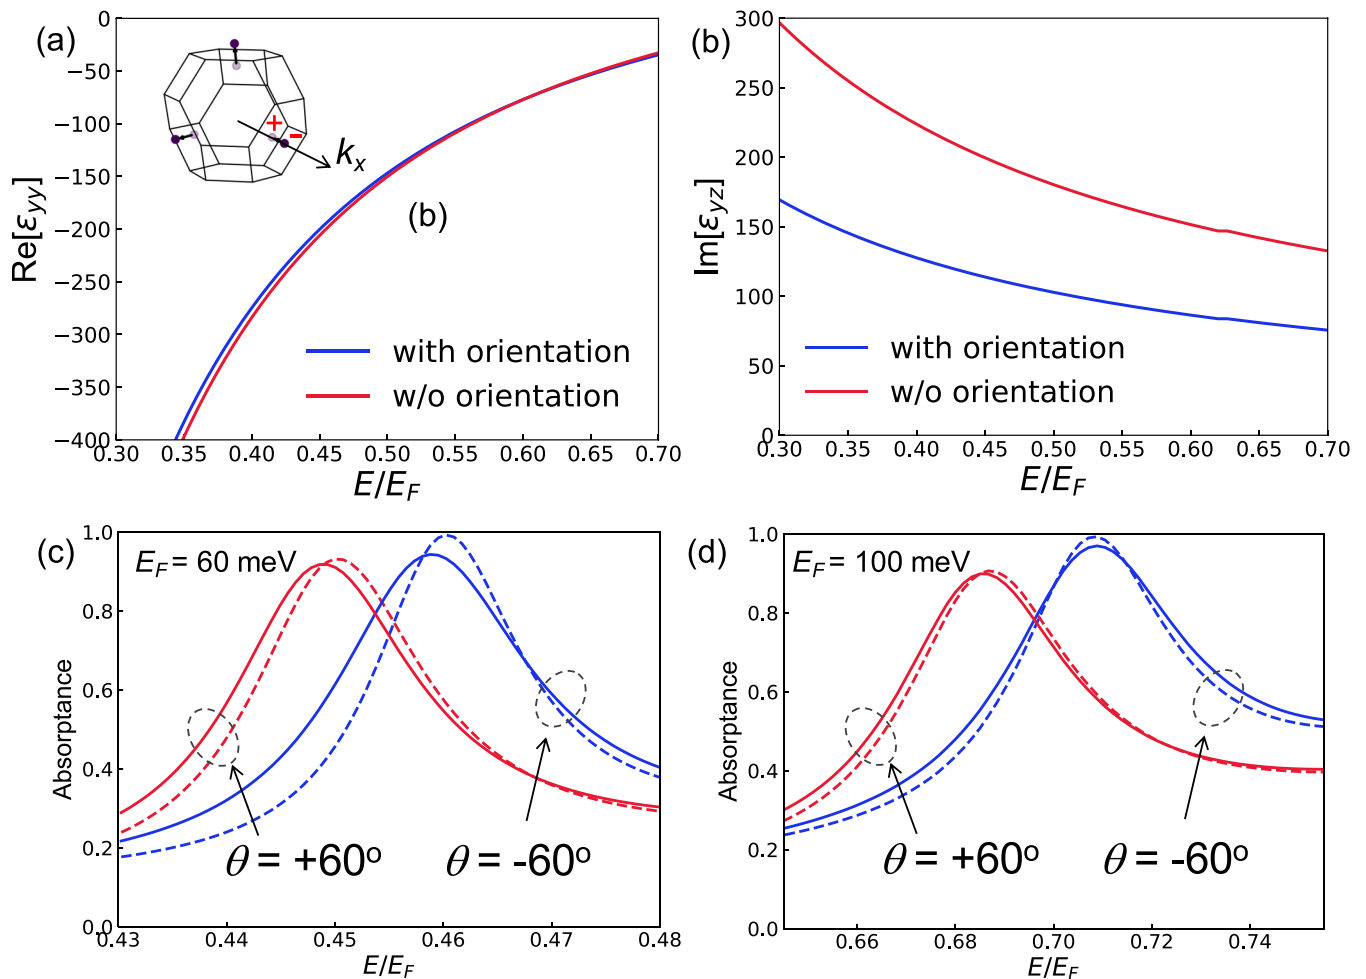 (a)
0
−50
−100
−150
−200
−250
−300
−350
−400
Re[εyy]
+
−
kx
(b)
with orientation
w/o orientation
0.30 0.35 0.40 0.45 0.50 0.55 0.60 0.65 0.70
E/EF
(b)
300
250
200
150
100
50
0
Im[εyz]
with orientation
w/o orientation
0.30 0.35 0.40 0.45 0.50 0.55 0.60 0.65 0.70
E/EF
(c)
EF = 60 meV
1.0
0.8
0.6
0.4
0.2
0.0
Absorptance
θ = +60o
θ = -60o
0.43 0.44 0.45 0.46 0.47 0.48
E/EF
(d)
EF = 100 meV
1.0
0.8
0.6
0.4
0.2
0.0
Absorptance
θ = +60o
θ = -60o
0.66 0.68 0.70 0.72 0.74
E/EF